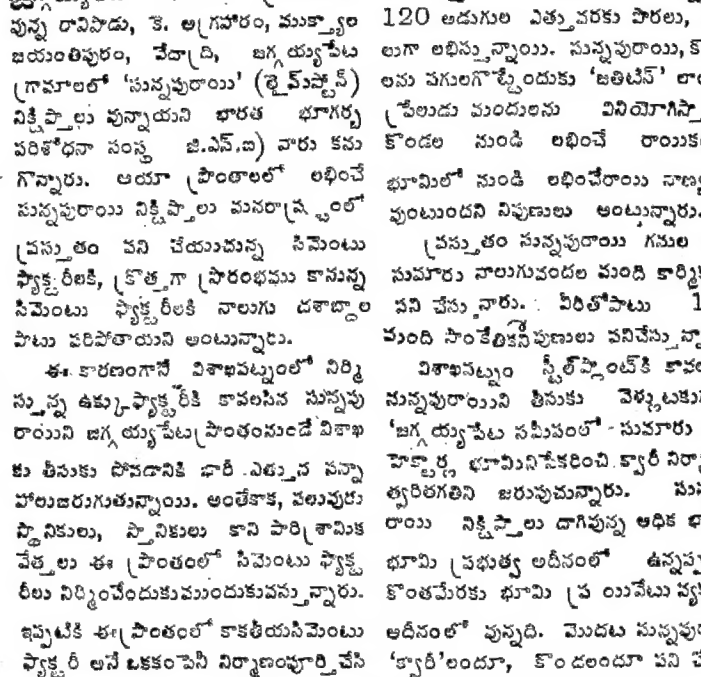 వున్న రావిపాడు, కె. అగ్రహారం, ముక్త్యాల
జయంతిపురం, వేదాద్రి, జగ్గయ్యపేట
గ్రామాలలో 'సున్నపురాయి' (లైమ్‌స్టోన్)
నిక్షిప్తాలు వున్నాయని భారత భూగర్భ
పరిశోధనా సంస్థ జి.ఎస్.ఐ) వారు కను
గొన్నారు. ఆయా ప్రాంతాలలో లభించే
సున్నపురాయి నిక్షిప్తాలు మనరాష్ట్రంలో
ప్రస్తుతం పని చేయుచున్న సిమెంటు
ఫ్యాక్టరీలకి, క్రొత్తగా ప్రారంభము కానున్న
సిమెంటు ఫ్యాక్టరీలకి నాలుగు దశాబ్దాల
పాటు సరిపోతాయని అంటున్నారు.
ఈ కారణంగానే విశాఖపట్నంలో నిర్మి
స్తున్న ఉక్కుఫ్యాక్టరీకి కావలసిన సున్నపు
రాయిని జగ్గయ్యపేట ప్రాంతంనుండే విశాఖ
కు తీసుకు పోవడానికి భారీ ఎత్తున సన్నా
హాలుజరుగుతున్నాయి. అంతేకాక, పలువురు
స్థానికులు, స్తానికులు కాని పారిశ్రామిక
వేత్తలు ఈ ప్రాంతంలో సిమెంటు ఫ్యాక్ట
రీలు నిర్మించేందుకుముందుకువస్తున్నారు.
ఇప్పటికి ఈప్రాంతంలో కాకతీయసిమెంటు
ఫ్యాక్టరీ అనే ఒకకంపెనీ నిర్మాణంపూర్తిచేసి
120 అడుగుల ఎత్తువరకు పొరలు,
లుగా లభిస్తున్నాయి. సున్నపురాయి,
లను పగులగొట్టేందుకు 'జతిటిన్'
ప్రేలుడు మందులను వినియోగిస్తా
కొండల నుండి లభించే రాయిక
భూమిలో నుండి లభించేరాయి నాణ్య
వుంటుందని నిపుణులు అంటున్నారు.
ప్రస్తుతం సున్నపురాయి గనుల
సుమారు నాలుగువందల మంది కార్మి
పని చేస్తున్నారు. వీరితోపాటు 1
మంది సాంకేతికనిపుణులు పనిచేస్తున్నా
విశాఖపట్నం స్టీల్‌ప్లాంట్‌కి కావల
సున్నపురాయిని తీసుకు వెళ్ళుటకు
'జగ్గయ్యపేట సమీపంలో సుమారు
హెక్టార్ల భూమినిసేకరించి క్వారీ నిర్మా
త్వరితగతిని జరుపుచున్నారు. సున
రాయి నిక్షిప్తాలు దాగివున్న అధిక భా
భూమి ప్రభుత్వ అదీనంలో ఉన్నప్ప
కొంతమేరకు భూమి ప్రయివేటు వ్యక
అదీనంలో వున్నది. మొదట సున్నపు
'క్వారీ'లందూ, కొండలందూ పని చే